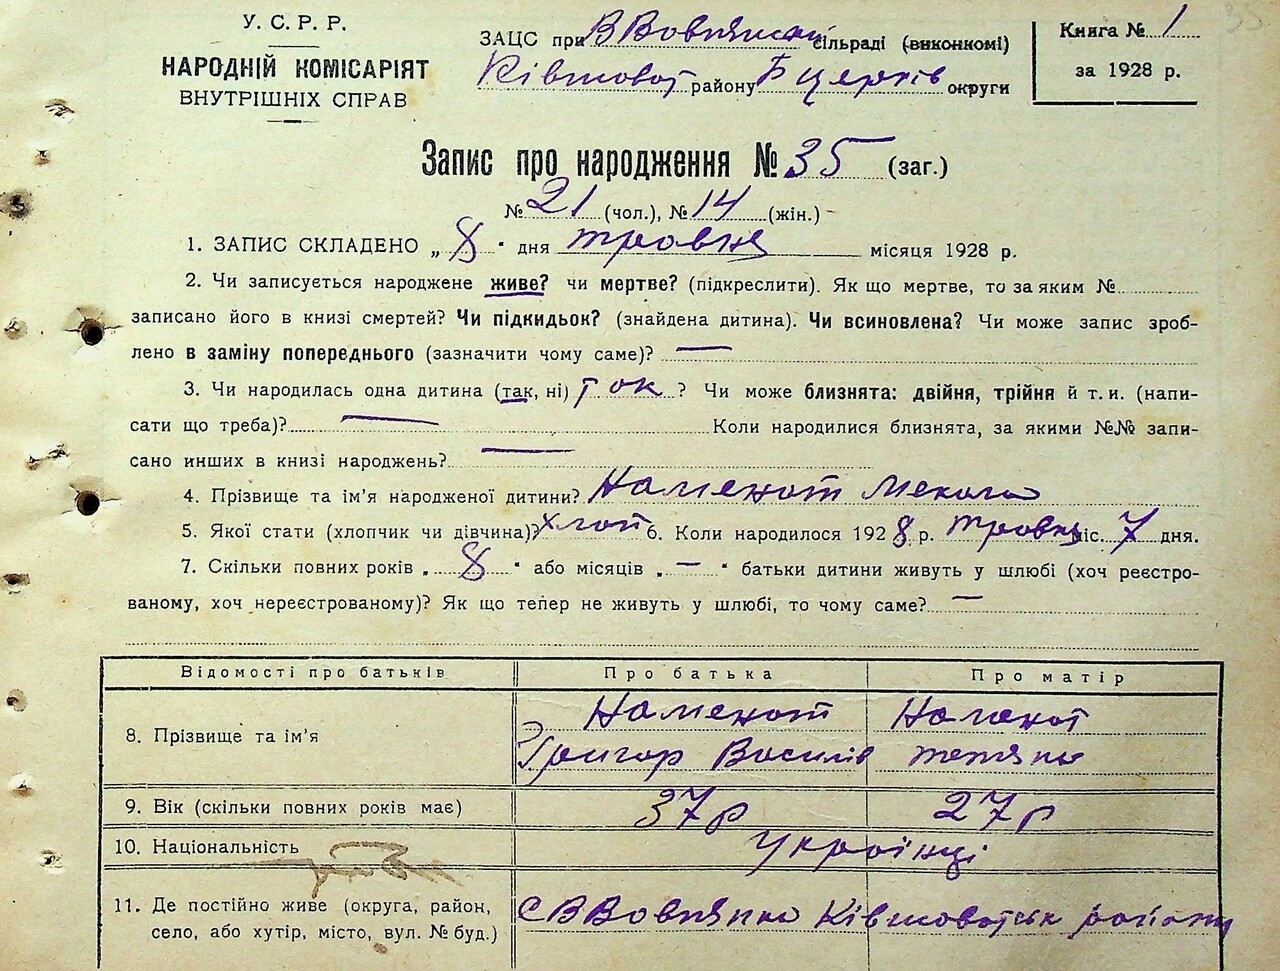 У. С. Р. Р.
НАРОДНІЙ КОМІСАРІЯТ
ВНУТРІШНІХ СПРАВ
ЗАЦС при В Вовнянській сільраді (виконкомі)
Ківшоват району Б Церків округи
Книга № 1
за 1928 р.
35
Запис про народження № 35 (заг.)
№ 21 (чол.), № 14 (жін.)
1. ЗАПИС СКЛАДЕНО „ 8 “ дня травня місяця 1928 р.
2. Чи записується народжене живе? чи мертве? (підкреслити). Як що мертве, то за яким №
записано його в книзі смертей? Чи підкидьок? (знайдена дитина). Чи всиновлена? Чи може запис зроб-
лено в заміну попереднього (зазначити чому саме)? —
3. Чи народилась одна дитина (так, ні) так ? Чи може близнята: двійня, трійня й т. и. (напи-
сати що треба)? — Коли народилися близнята, за якими №№ запи-
сано инших в книзі народжень? —
4. Прізвище та ім’я народженої дитини? Наменат Микола
5. Якої стати (хлопчик чи дівчина)? хлоп 6. Коли народилося 1928 р. травня міс. 7 дня.
7. Скільки повних років „ 8 “ або місяців „ — “ батьки дитини живуть у шлюбі (хоч реєстро-
ваному, хоч нереєстрованому)? Як що тепер не живуть у шлюбі, то чому саме? —
Відомості про батьків Про батька Про матір
8. Прізвище та ім’я Наменат Наменат
Григор Василів Тетяна
9. Вік (скільки повних років має) 37 р 27 р
10. Національність українці
11. Де постійно живе (округа, район,
село, або хутір, місто, вул. № буд.)
С В Вовнянка Ківшоватськ району